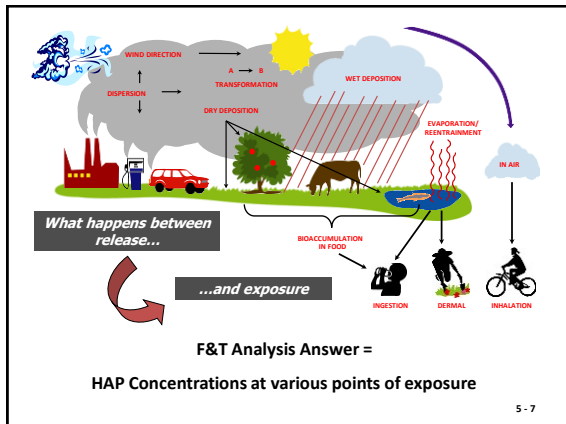 WIND DIRECTION
A → B
TRANSFORMATION
WET DEPOSITION
DISPERSION
DRY DEPOSITION
EVAPORATION/
REENTRAINMENT
IN AIR
What happens between
release...
BIOACCUMULATION
IN FOOD
...and exposure
INGESTION
DERMAL
INHALATION
F&T Analysis Answer =
HAP Concentrations at various points of exposure
5 - 7